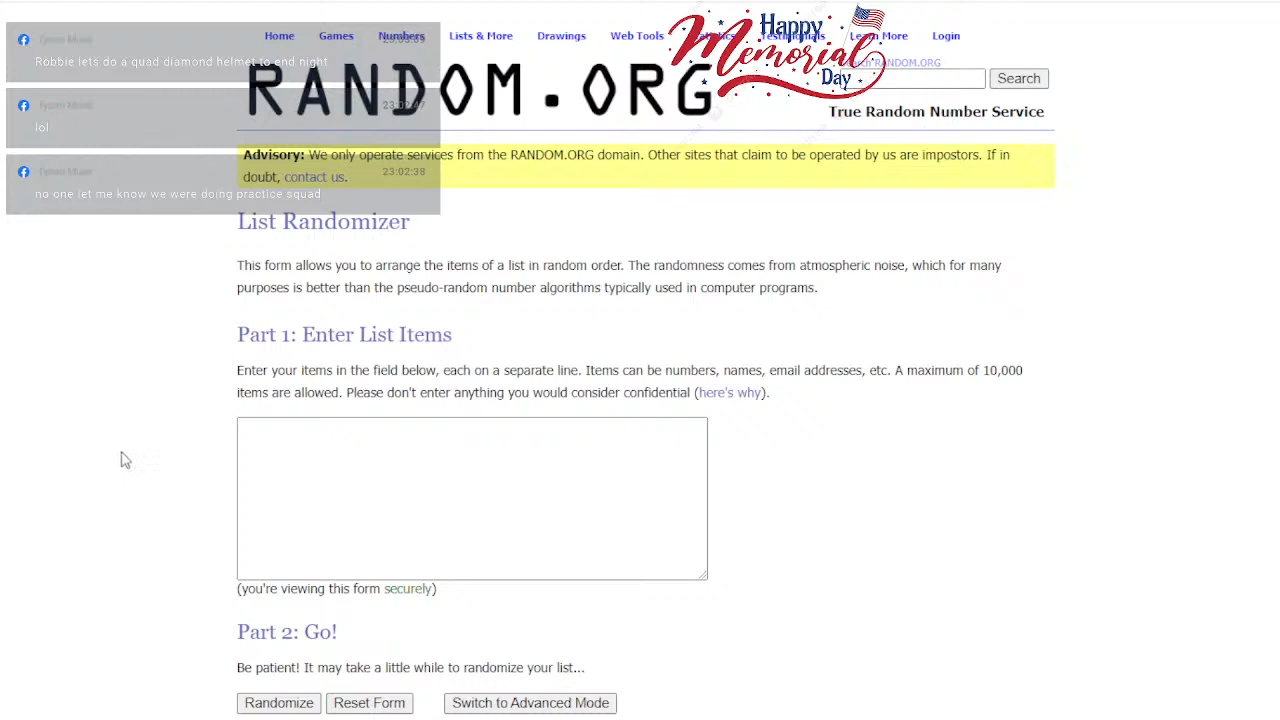 Home Games Numbers Lists & More Drawings Web Tools Statistics Testimonials Learn More Login
Happy
Memorial
Day
23:03:09
Robbie lets do a quad diamond helmet to end night
Search RANDOM.ORG
Search
RANDOM.ORG
True Random Number Service
23:02:47
lol
Advisory: We only operate services from the RANDOM.ORG domain. Other sites that claim to be operated by us are impostors. If in
doubt, contact us.
23:02:38
no one let me know we were doing practice squad
List Randomizer
This form allows you to arrange the items of a list in random order. The randomness comes from atmospheric noise, which for many
purposes is better than the pseudo-random number algorithms typically used in computer programs.
Part 1: Enter List Items
Enter your items in the field below, each on a separate line. Items can be numbers, names, email addresses, etc. A maximum of 10,000
items are allowed. Please don't enter anything you would consider confidential (here's why).
(you're viewing this form securely)
Part 2: Go!
Be patient! It may take a little while to randomize your list...
Randomize Reset Form Switch to Advanced Mode